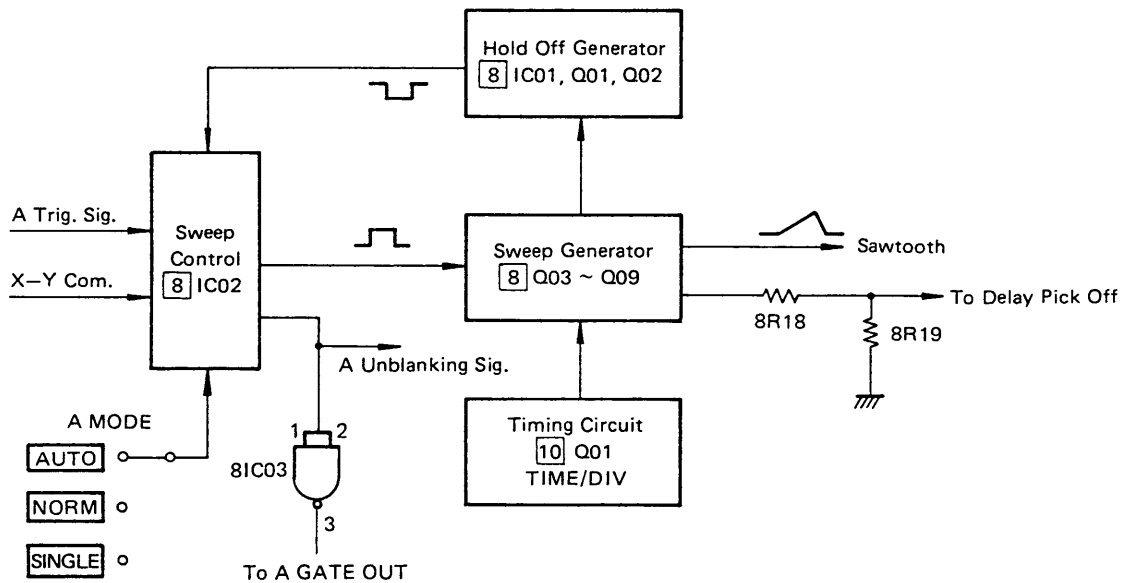 Hold Off Generator
8 IC01, Q01, Q02
A Trig. Sig.
X–Y Com.
Sweep
Control
8 IC02
Sweep Generator
8 Q03 ~ Q09
Sawtooth
To Delay Pick Off
8R18
8R19
A Unblanking Sig.
A MODE
AUTO
NORM
SINGLE
1 2
8IC03
3
To A GATE OUT
Timing Circuit
10 Q01
TIME/DIV